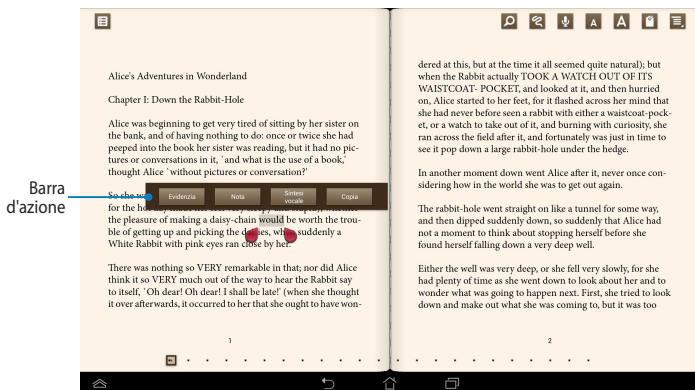 Alice's Adventures in Wonderland
Chapter I: Down the Rabbit-Hole
Alice was beginning to get very tired of sitting by her sister on
the bank, and of having nothing to do: once or twice she had
peeped into the book her sister was reading, but it had no pic-
tures or conversations in it, `and what is the use of a book,'
thought Alice `without pictures or conversation?'
Barra
d'azione
Evidenzia
Nota
Sintesi
vocale
Copia
So she wa
for the ho
the pleasure of making a daisy-chain would be worth the trou-
ble of getting up and picking the daisies, when suddenly a
White Rabbit with pink eyes ran close by her.
There was nothing so VERY remarkable in that; nor did Alice
think it so VERY much out of the way to hear the Rabbit say
to itself, `Oh dear! Oh dear! I shall be late!' (when she thought
it over afterwards, it occurred to her that she ought to have won-
1
dered at this, but at the time it all seemed quite natural); but
when the Rabbit actually TOOK A WATCH OUT OF ITS
WAISTCOAT- POCKET, and looked at it, and then hurried
on, Alice started to her feet, for it flashed across her mind that
she had never before seen a rabbit with either a waistcoat-pock-
et, or a watch to take out of it, and burning with curiosity, she
ran across the field after it, and fortunately was just in time to
see it pop down a large rabbit-hole under the hedge.
In another moment down went Alice after it, never once con-
sidering how in the world she was to get out again.
The rabbit-hole went straight on like a tunnel for some way,
and then dipped suddenly down, so suddenly that Alice had
not a moment to think about stopping herself before she
found herself falling down a very deep well.
Either the well was very deep, or she fell very slowly, for she
had plenty of time as she went down to look about her and to
wonder what was going to happen next. First, she tried to look
down and make out what she was coming to, but it was too
2